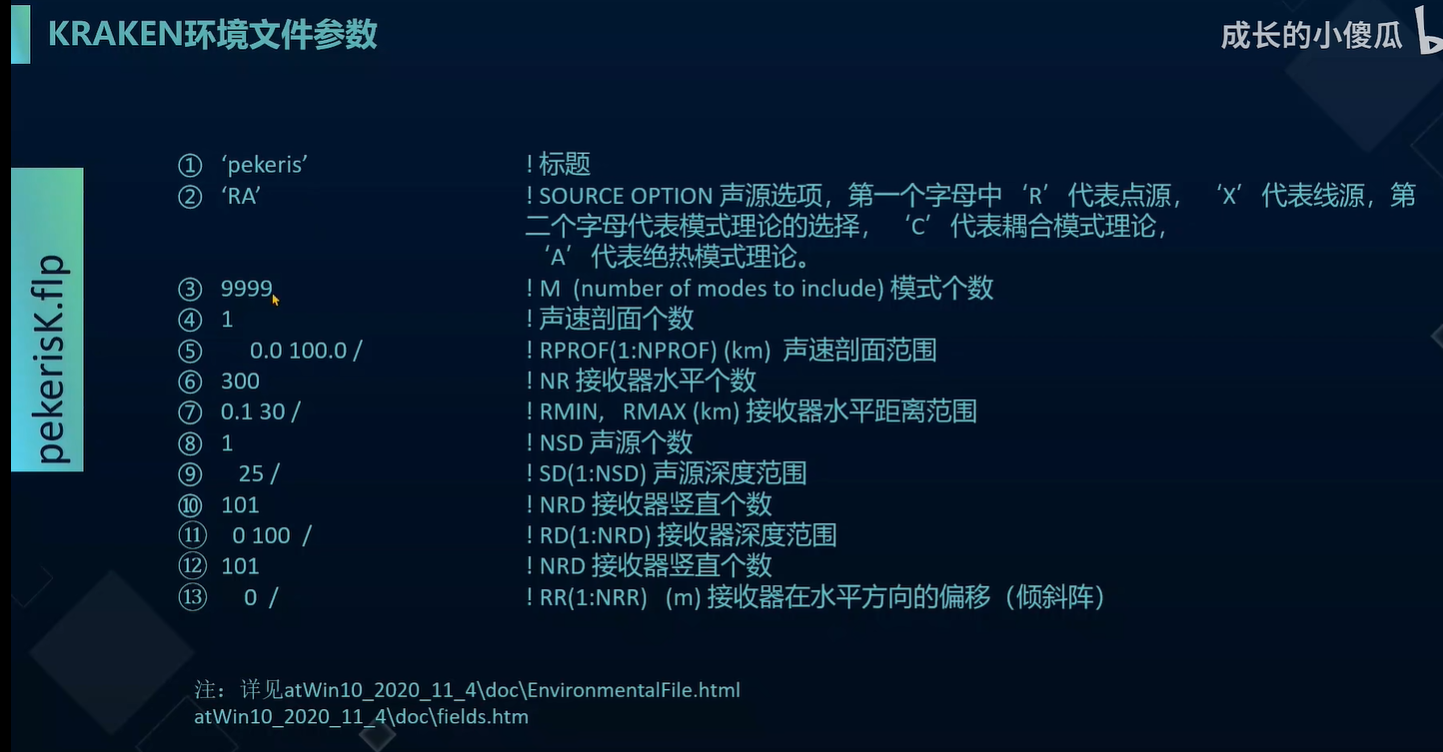 KRAKEN环境文件参数
成长的小傻瓜
pekerisK.flp
① ‘pekeris’ ! 标题
② ‘RA’ ! SOURCE OPTION 声源选项，第一个字母中‘R’代表点源，‘X’代表线源，第
二个字母代表模式理论的选择，‘C’代表耦合模式理论，
‘A’代表绝热模式理论。
③ 9999 ! M (number of modes to include) 模式个数
④ 1 ! 声速剖面个数
⑤ 0.0 100.0 / ! RPROF(1:NPROF) (km) 声速剖面范围
⑥ 300 ! NR 接收器水平个数
⑦ 0.1 30 / ! RMIN，RMAX (km) 接收器水平距离范围
⑧ 1 ! NSD 声源个数
⑨ 25 / ! SD(1:NSD) 声源深度范围
⑩ 101 ! NRD 接收器竖直个数
⑪ 0 100 / ! RD(1:NRD) 接收器深度范围
⑫ 101 ! NRD 接收器竖直个数
⑬ 0 / ! RR(1:NRR) (m) 接收器在水平方向的偏移（倾斜阵）
注：详见atWin10_2020_11_4\doc\EnvironmentalFile.html
atWin10_2020_11_4\doc\fields.htm